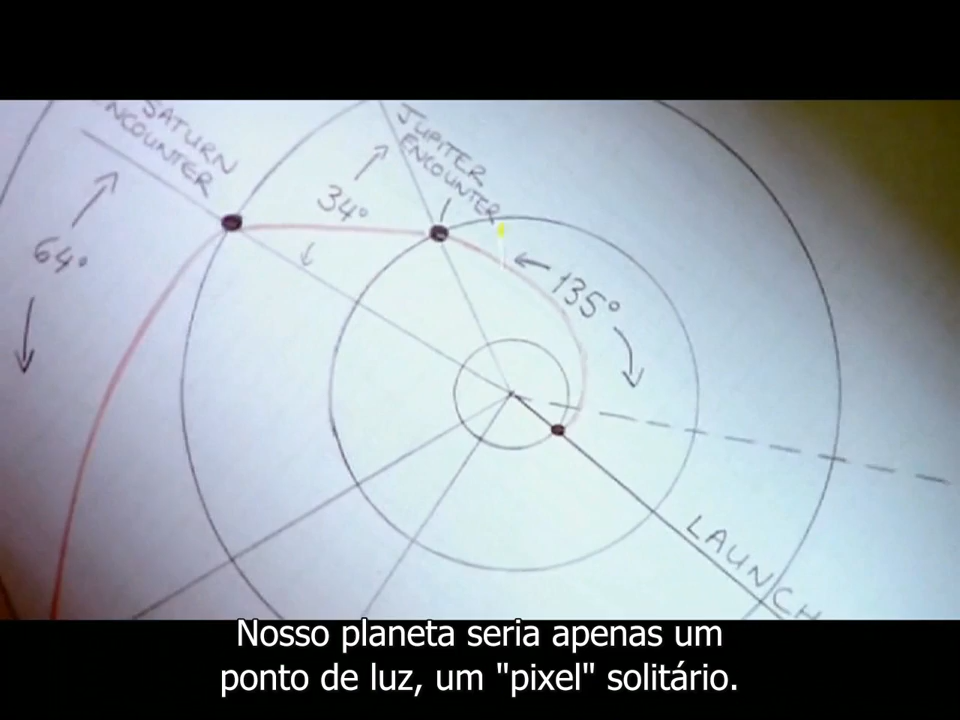 SATURN
ENCOUNTER
JUPITER
ENCOUNTER
34°
64°
135°
LAUNCH
Nosso planeta seria apenas um
ponto de luz, um "pixel" solitário.